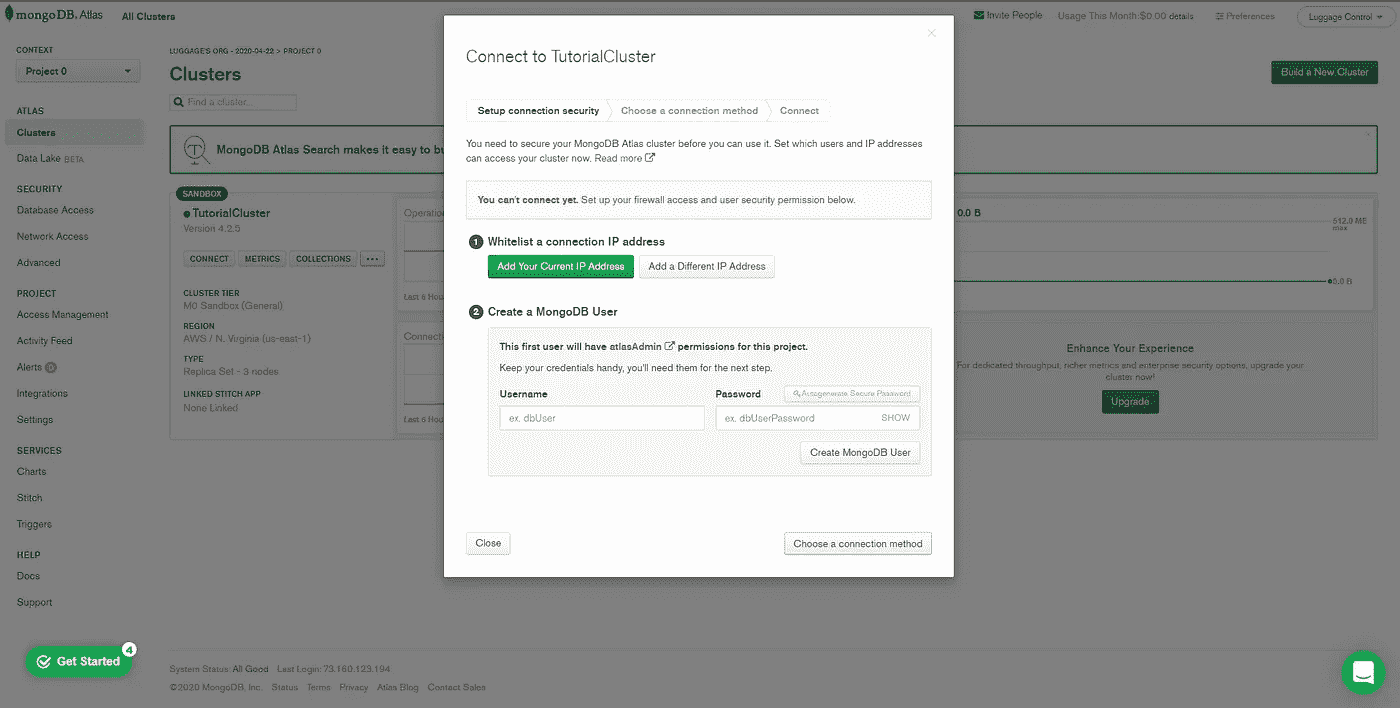 mongoDB. Atlas
All Clusters
Invite People
Usage This Month:$0.00 details
Preferences
Luggage Control
CONTEXT
Project 0
LUGGAGE'S ORG - 2020-04-22 > PROJECT 0
Clusters
Find a cluster...
Build a New Cluster
ATLAS
Clusters
Data Lake BETA
SECURITY
Database Access
Network Access
Advanced
PROJECT
Access Management
Activity Feed
Alerts 0
Integrations
Settings
SERVICES
Charts
Stitch
Triggers
HELP
Docs
Support
Get Started
4
MongoDB Atlas Search makes it easy to bu
SANDBOX
TutorialCluster
Version 4.2.5
CONNECT
METRICS
COLLECTIONS
...
CLUSTER TIER
M0 Sandbox (General)
REGION
AWS / N. Virginia (us-east-1)
TYPE
Replica Set - 3 nodes
LINKED STITCH APP
None Linked
Operation
Last 6 Hou
Connectio
Last 6 Hou
Connect to TutorialCluster
Setup connection security
Choose a connection method
Connect
You need to secure your MongoDB Atlas cluster before you can use it. Set which users and IP addresses
can access your cluster now. Read more
You can't connect yet. Set up your firewall access and user security permission below.
1 Whitelist a connection IP address
Add Your Current IP Address
Add a Different IP Address
2 Create a MongoDB User
This first user will have atlasAdmin permissions for this project.
Keep your credentials handy, you'll need them for the next step.
Username
Password
Autogenerate Secure Password
ex. dbUser
ex. dbUserPassword
SHOW
Create MongoDB User
Close
Choose a connection method
0.0 B
512.0 MB
max
0.0 B
Enhance Your Experience
For dedicated throughput, richer metrics and enterprise security options, upgrade your
cluster now!
Upgrade
System Status: All Good Last Login: 73.160.123.194
©2020 MongoDB, Inc. Status Terms Privacy Atlas Blog Contact Sales